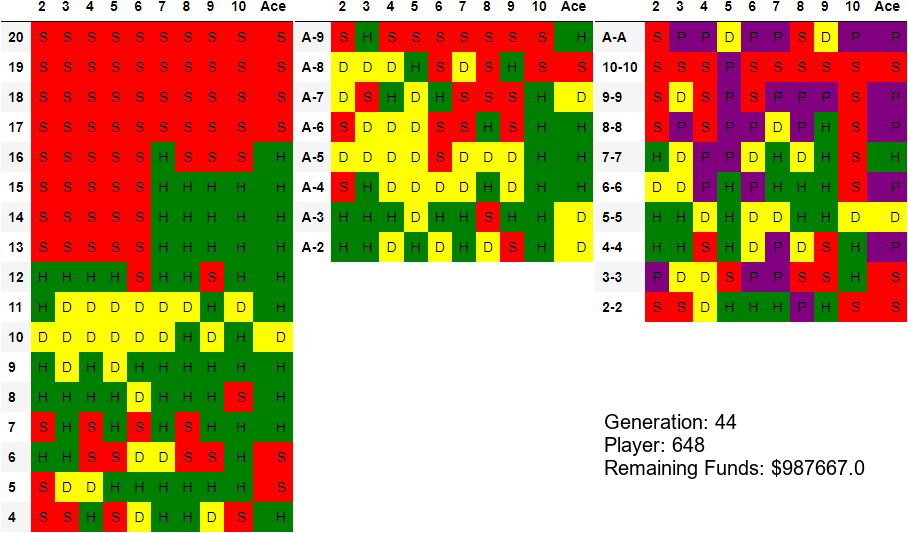 2 3 4 5 6 7 8 9 10 Ace
20 S S S S S S S S S S
19 S S S S S S S S S S
18 S S S S S S S S S S
17 S S S S S S S S S S
16 S S S S S H S S S H
15 S S S S S H H H H H
14 S S S S S H H H H H
13 S S S S S H H H H H
12 H H H H S H H S H H
11 H D D D D D D H D H
10 D D D D D D H D H D
9 H D H D H H H H H H
8 H H H H D H H H S H
7 S H S H S H S H H H
6 H H S S D D S S H S
5 S D D H H H H H H S
4 S S H S D H H D S H
2 3 4 5 6 7 8 9 10 Ace
A-9 S H S S S S S S S H
A-8 D D D H S D S H S S
A-7 D S H D H S S S H D
A-6 S D D D S S H S H H
A-5 D D D D S D D D H H
A-4 S H D D D D H D H H
A-3 H H H D H H S H H D
A-2 H H D H D H D S H D
2 3 4 5 6 7 8 9 10 Ace
A-A S P P D P P S D P P
10-10 S S S P S S S S S S
9-9 S D S P S P P P S P
8-8 S P S P P D P H S P
7-7 H D P P D H D H S H
6-6 D D P H P H H H S P
5-5 H H D H D D H H D D
4-4 H H S H D P D S H P
3-3 P D D S P P S S H S
2-2 S S D H H H P H S S
Generation: 44
Player: 648
Remaining Funds: $987667.0